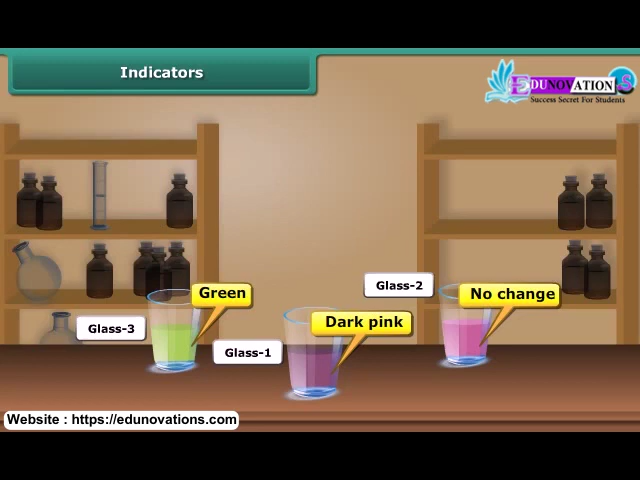 Indicators
EDUNOVATIONS
Success Secret For Students
Glass-2
Green
No change
Dark pink
Glass-3
Glass-1
Website : https://edunovations.com